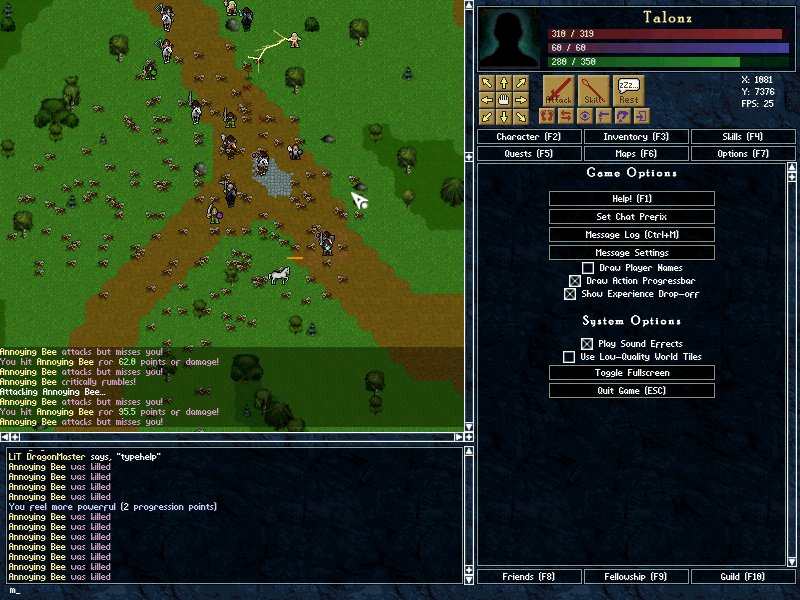 Talonz
310 / 319
60 / 60
280 / 350
Attack
Skills
zZz...
Rest
X: 1081
Y: 7376
FPS: 25
Character (F2)
Inventory (F3)
Skills (F4)
Quests (F5)
Maps (F6)
Options (F7)
Game Options
Help! (F1)
Set Chat Prefix
Message Log (Ctrl+M)
Message Settings
Draw Player Names
Draw Action Progressbar
Show Experience Drop-off
System Options
Play Sound Effects
Use Low-Quality World Tiles
Toggle Fullscreen
Quit Game (ESC)
Friends (F8)
Fellowship (F9)
Guild (F10)
Annoying Bee attacks but misses you!
You hit Annoying Bee for 62.0 points of damage!
Annoying Bee attacks but misses you!
Annoying Bee critically fumbles!
Attacking Annoying Bee...
Annoying Bee attacks but misses you!
You hit Annoying Bee for 95.5 points of damage!
Annoying Bee attacks but misses you!
LiT DragonMaster says, "typehelp"
Annoying Bee was killed
Annoying Bee was killed
Annoying Bee was killed
Annoying Bee was killed
You feel more powerful (2 progression points)
Annoying Bee was killed
Annoying Bee was killed
Annoying Bee was killed
Annoying Bee was killed
Annoying Bee was killed
Annoying Bee was killed
Annoying Bee was killed
m_